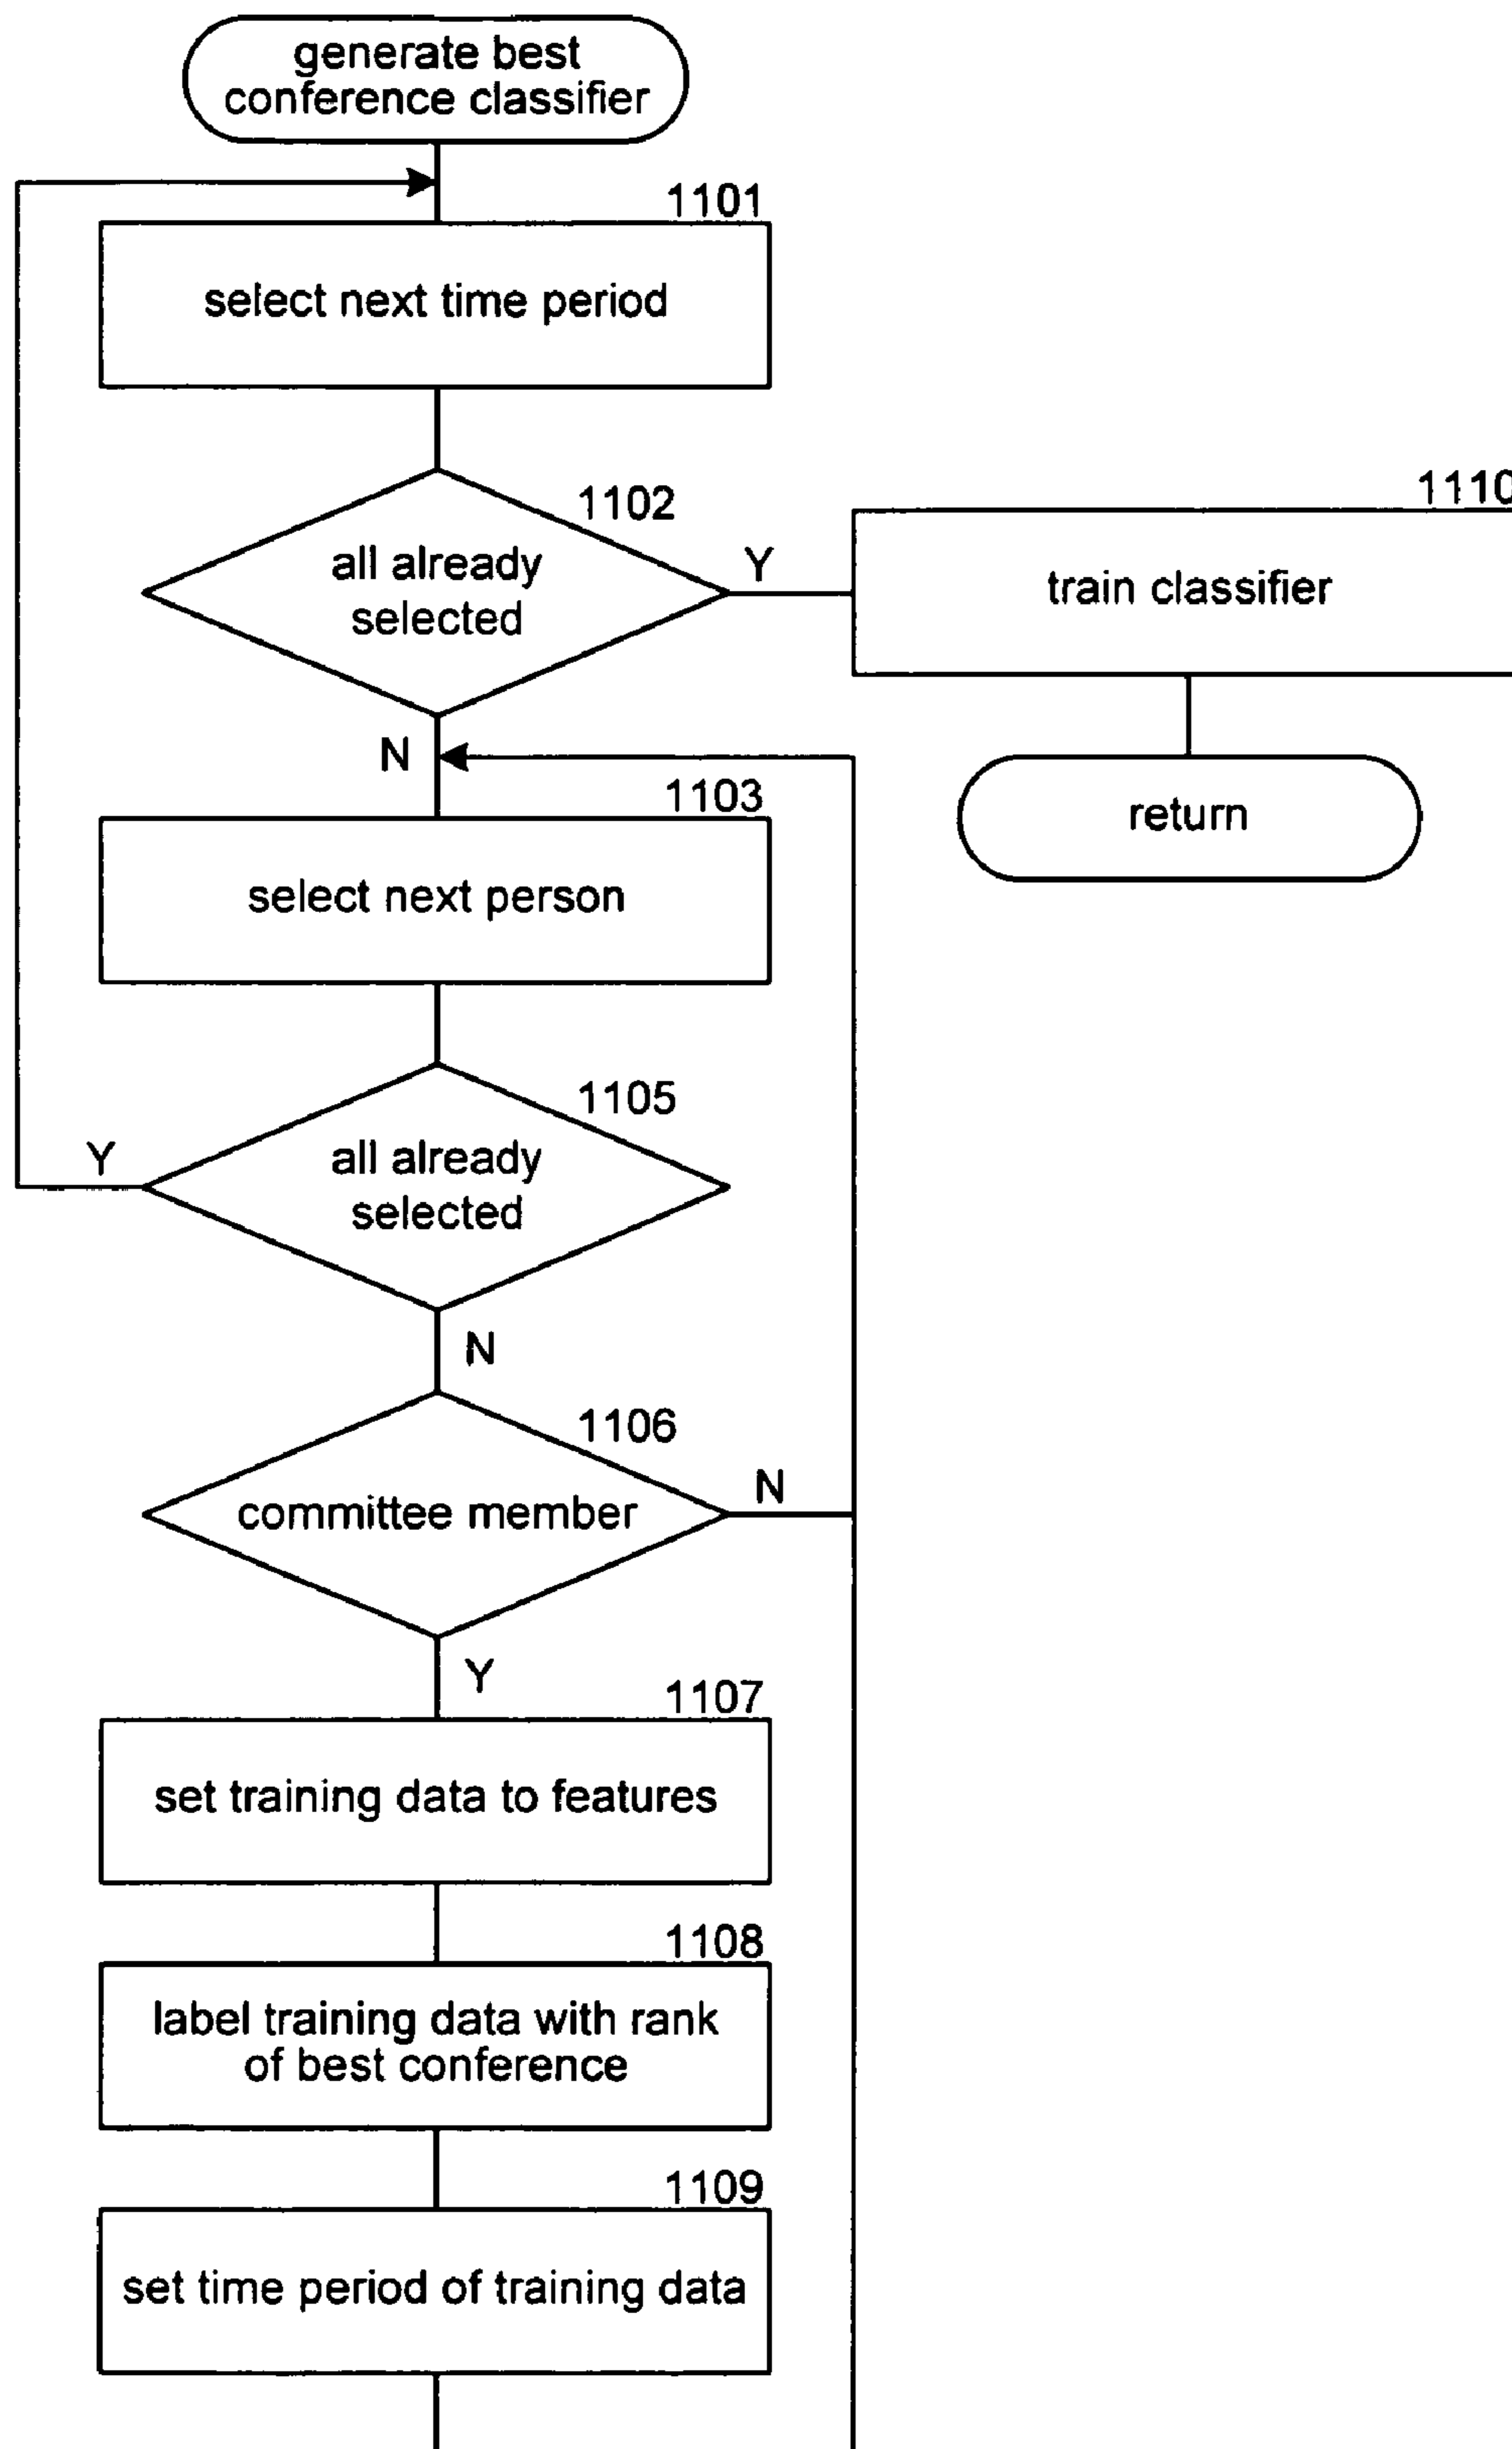 generate best
conference classifier
1101
select next time period
1102
all already
selected
Y
1110
train classifier
N
return
1103
select next person
1105
all already
selected
Y
N
1106
committee member
N
Y
1107
set training data to features
1108
label training data with rank
of best conference
1109
set time period of training data